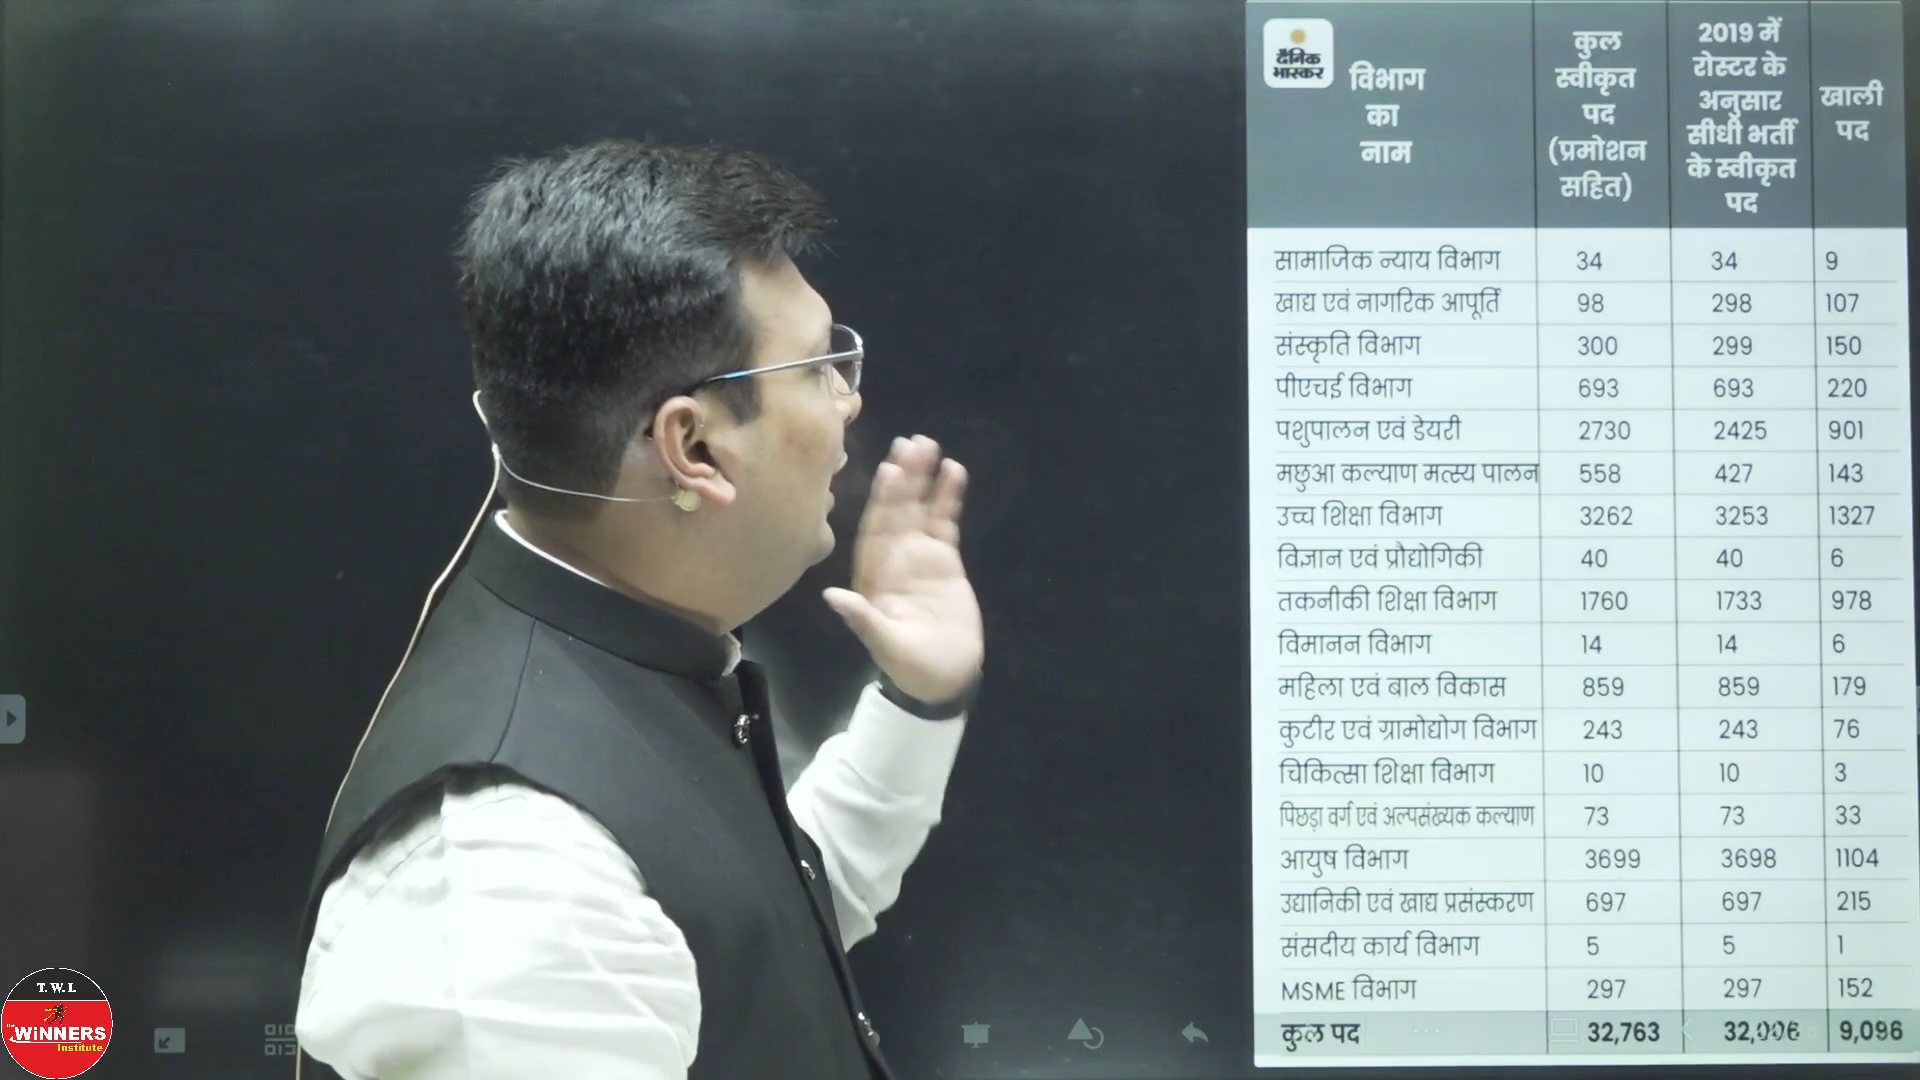 दैनिक
भास्कर
विभाग
का
नाम
कुल
स्वीकृत
पद
(प्रमोशन
सहित)
2019 में
रोस्टर के
अनुसार
सीधी भर्ती
के स्वीकृत
पद
खाली
पद
सामाजिक न्याय विभाग 34 34 9
खाद्य एवं नागरिक आपूर्ति 98 298 107
संस्कृति विभाग 300 299 150
पीएचई विभाग 693 693 220
पशुपालन एवं डेयरी 2730 2425 901
मछुआ कल्याण मत्स्य पालन 558 427 143
उच्च शिक्षा विभाग 3262 3253 1327
विज्ञान एवं प्रौद्योगिकी 40 40 6
तकनीकी शिक्षा विभाग 1760 1733 978
विमानन विभाग 14 14 6
महिला एवं बाल विकास 859 859 179
कुटीर एवं ग्रामोद्योग विभाग 243 243 76
चिकित्सा शिक्षा विभाग 10 10 3
पिछड़ा वर्ग एवं अल्पसंख्यक कल्याण 73 73 33
आयुष विभाग 3699 3698 1104
उद्यानिकी एवं खाद्य प्रसंस्करण 697 697 215
संसदीय कार्य विभाग 5 5 1
MSME विभाग 297 297 152
कुल पद 32,763 9,096
T.W.I.
The
WiNNERS
Institute